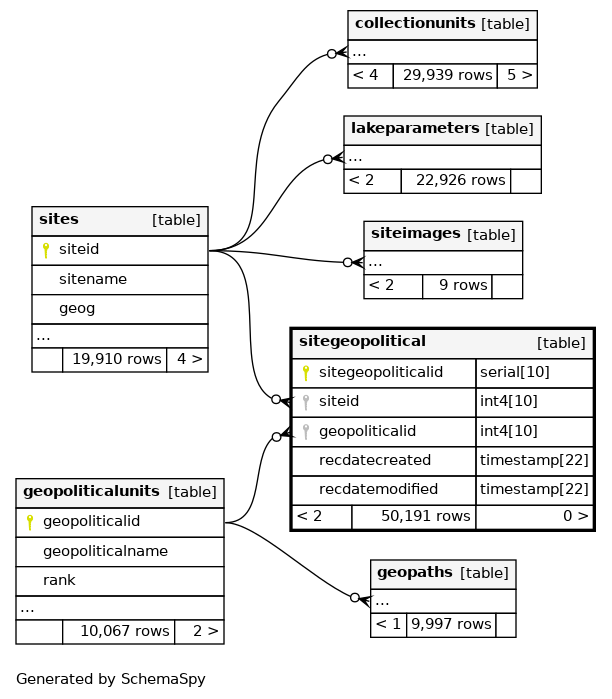 collectionunits [table]
...
< 4 29,939 rows 5 >
lakeparameters [table]
...
< 2 22,926 rows
sites [table]
siteid
sitename
geog
...
19,910 rows 4 >
siteimages [table]
...
< 2 9 rows
sitegeopolitical [table]
sitegeopoliticalid serial[10]
siteid int4[10]
geopoliticalid int4[10]
recdatecreated timestamp[22]
recdatemodified timestamp[22]
< 2 50,191 rows 0 >
geopoliticalunits [table]
geopoliticalid
geopoliticalname
rank
...
10,067 rows 2 >
geopaths [table]
...
< 1 9,997 rows
Generated by SchemaSpy